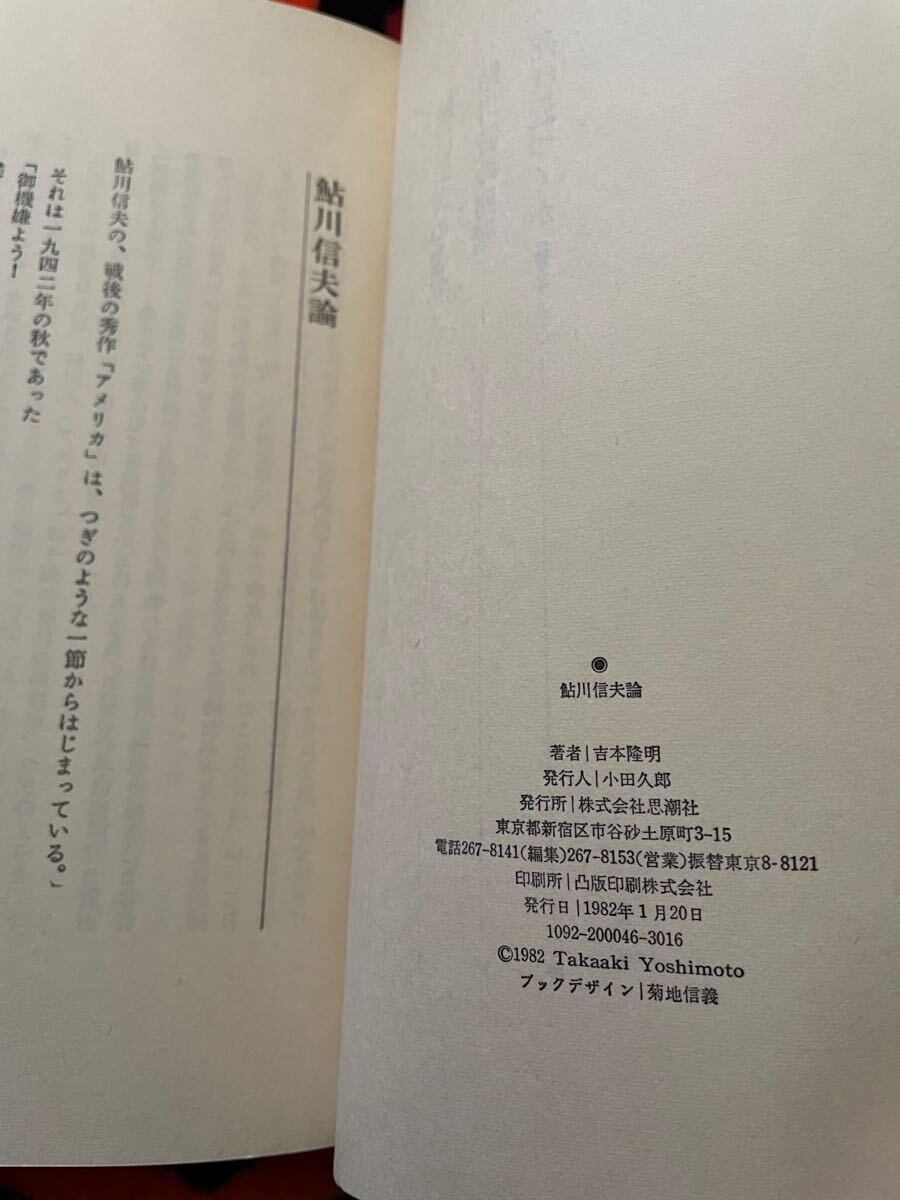 鮎川信夫論
鮎川信夫の、戦後の秀作「アメリカ」は、つぎのような一節からはじまっている。」
それは一九四二年の秋であった
「御機嫌よう!
鮎川信夫論
著者|吉本隆明
発行人|小田久郎
発行所|株式会社思潮社
東京都新宿区市谷砂土原町3-15
電話267-8141(編集)267-8153(営業)振替東京8-8121
印刷所|凸版印刷株式会社
発行日|1982年1月20日
1092-200046-3016
©1982 Takaaki Yoshimoto
ブックデザイン|菊地信義